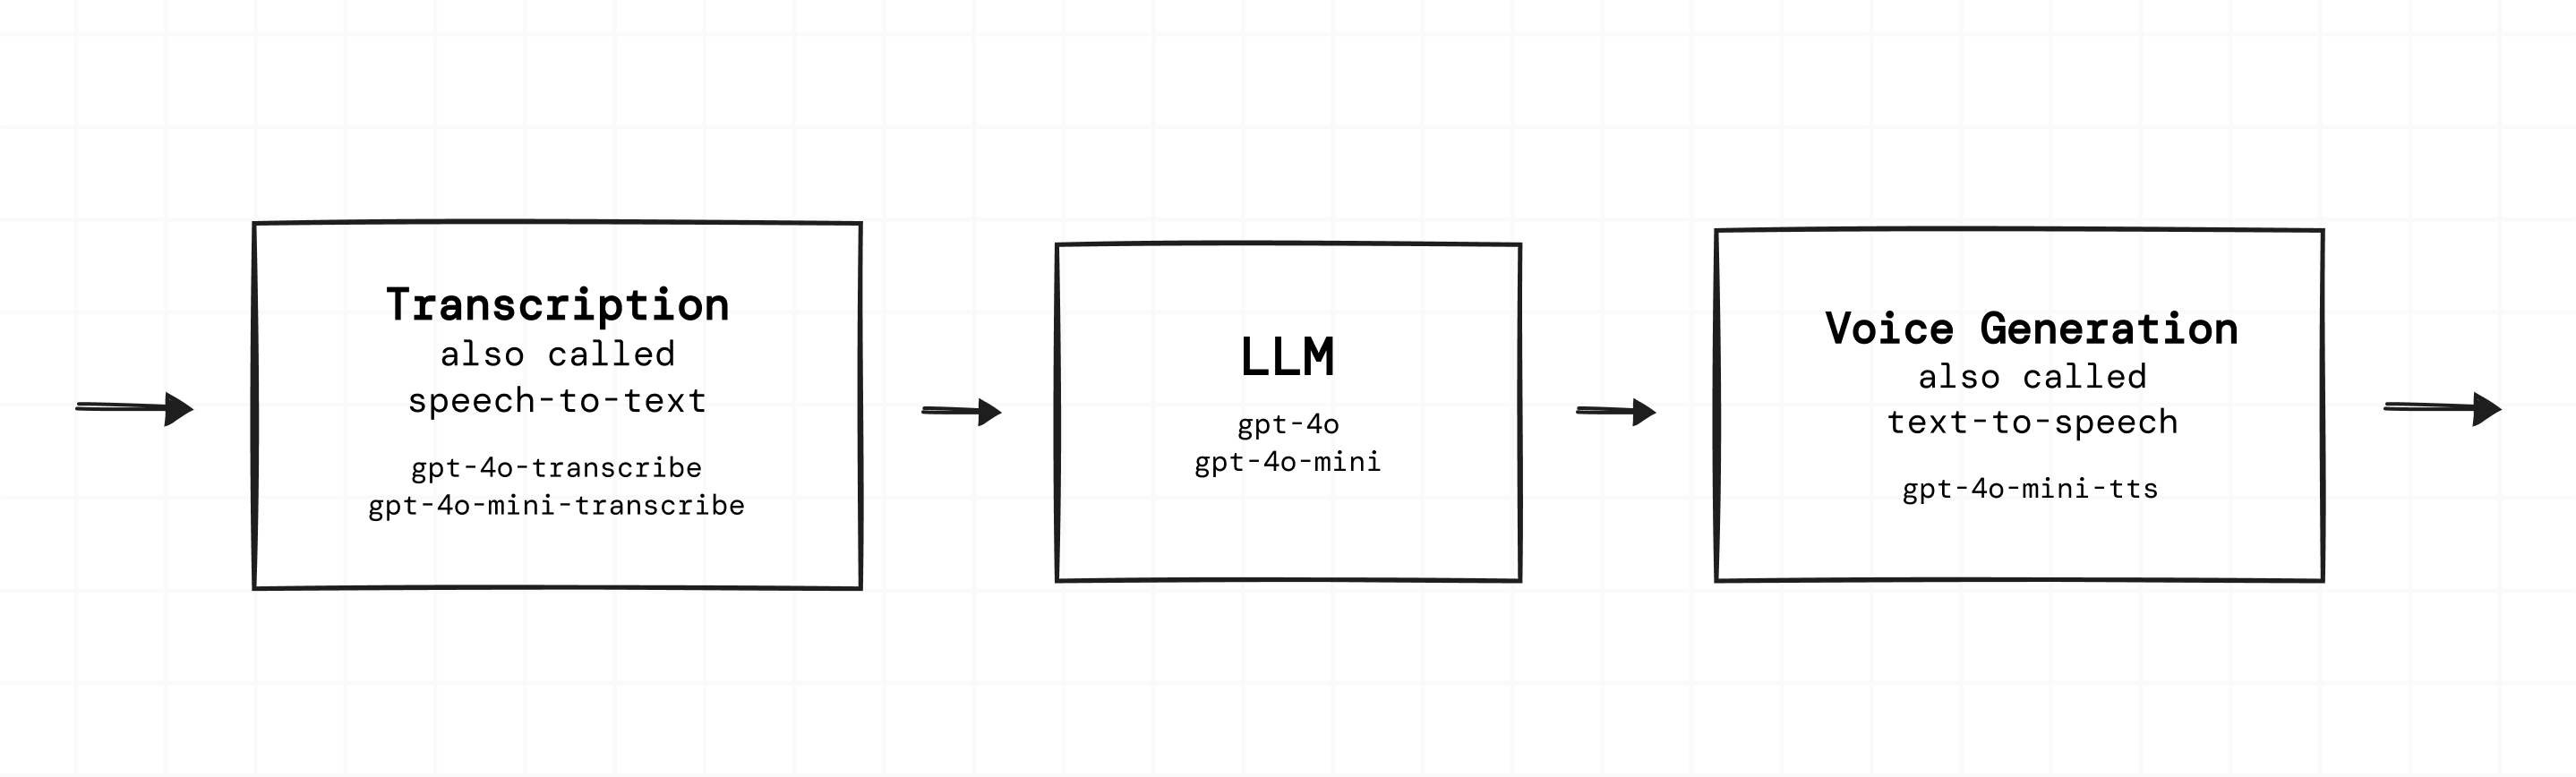 Transcription
also called
speech-to-text
gpt-4o-transcribe
gpt-4o-mini-transcribe
LLM
gpt-4o
gpt-4o-mini
Voice Generation
also called
text-to-speech
gpt-4o-mini-tts